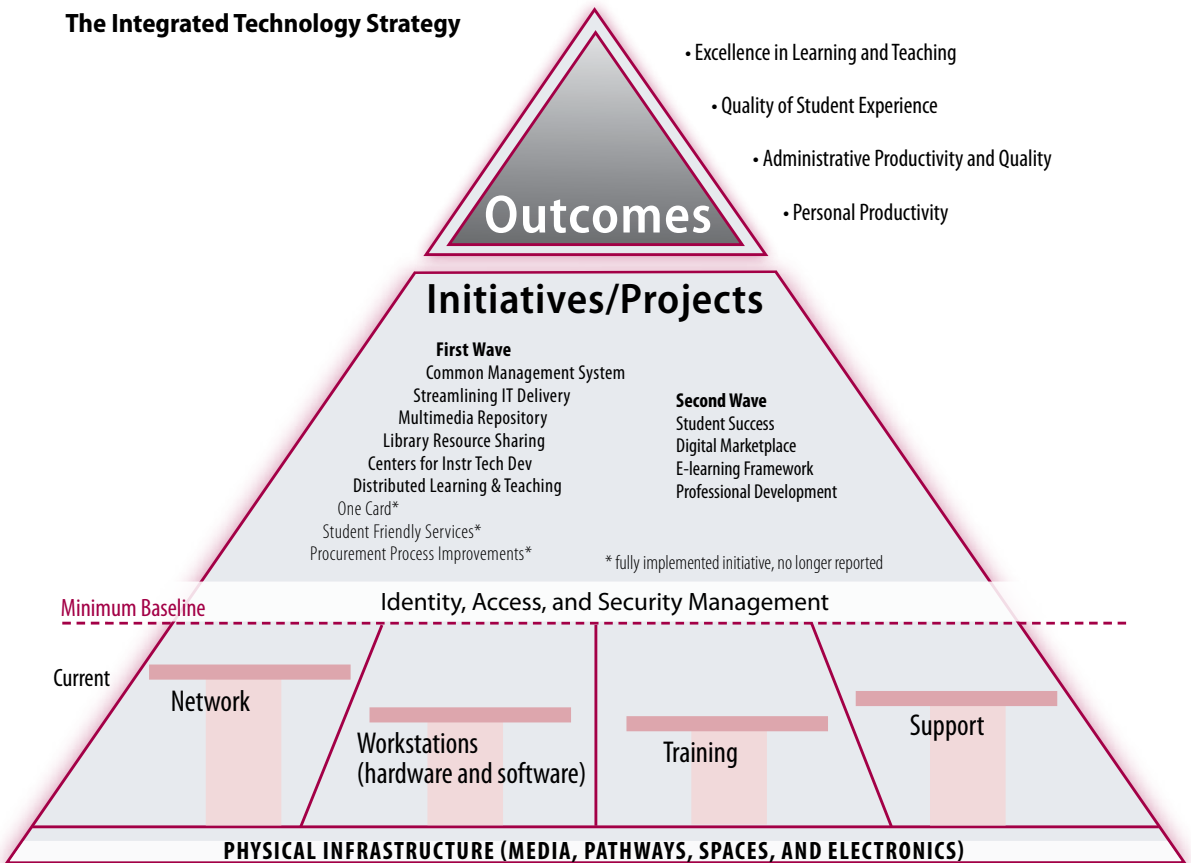 The Integrated Technology Strategy
• Excellence in Learning and Teaching
• Quality of Student Experience
• Administrative Productivity and Quality
• Personal Productivity
Outcomes
Initiatives/Projects
First Wave
Common Management System
Streamlining IT Delivery
Multimedia Repository
Library Resource Sharing
Centers for Instr Tech Dev
Distributed Learning & Teaching
One Card*
Student Friendly Services*
Procurement Process Improvements*
Second Wave
Student Success
Digital Marketplace
E-learning Framework
Professional Development
* fully implemented initiative, no longer reported
Minimum Baseline
Identity, Access, and Security Management
Current
Network
Workstations
(hardware and software)
Training
Support
PHYSICAL INFRASTRUCTURE (MEDIA, PATHWAYS, SPACES, AND ELECTRONICS)